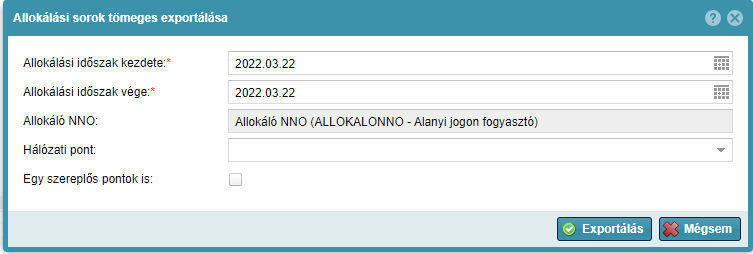 Allokálási sorok tömeges exportálása
Allokálási időszak kezdete:* 2022.03.22
Allokálási időszak vége:* 2022.03.22
Allokáló NNO: Allokáló NNO (ALLOKALONNO - Alanyi jogon fogyasztó)
Hálózati pont:
Egy szereplős pontok is:
Exportálás Mégsem